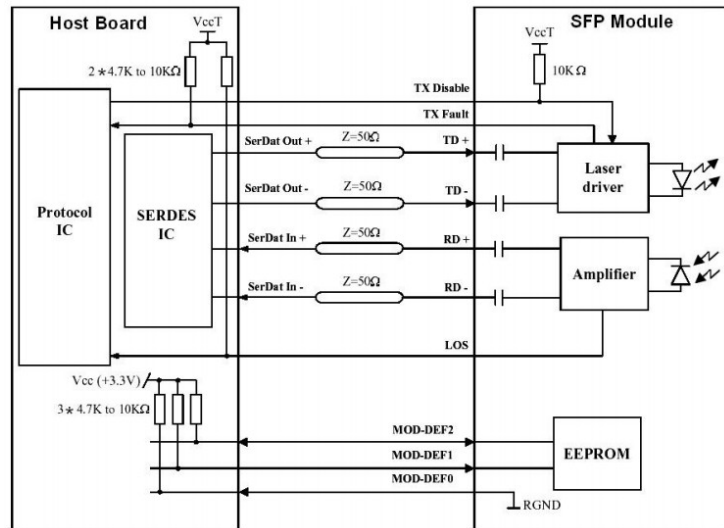 Host Board
SFP Module
VccT
VccT
2*4.7K to 10KΩ
10KΩ
TX Disable
TX Fault
SerDat Out +
Z=50Ω
TD +
SerDat Out -
Z=50Ω
TD -
Laser
driver
Protocol
IC
SERDES
IC
SerDat In +
Z=50Ω
RD +
SerDat In -
Z=50Ω
RD -
Amplifier
LOS
Vcc (+3.3V)
3*4.7K to 10KΩ
MOD-DEF2
MOD-DEF1
MOD-DEF0
EEPROM
RGND